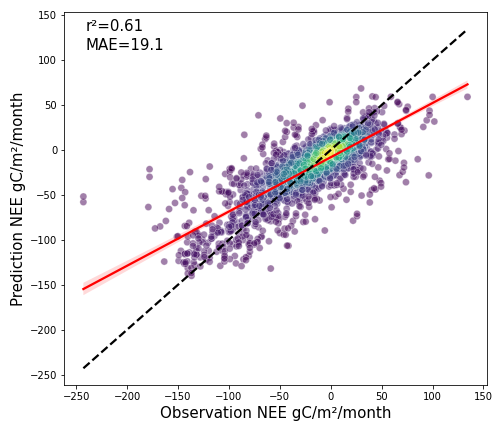 r²=0.61
MAE=19.1
150
100
50
0
−50
−100
−150
−200
−250
Prediction NEE gC/m²/month
−250 −200 −150 −100 −50 0 50 100 150
Observation NEE gC/m²/month